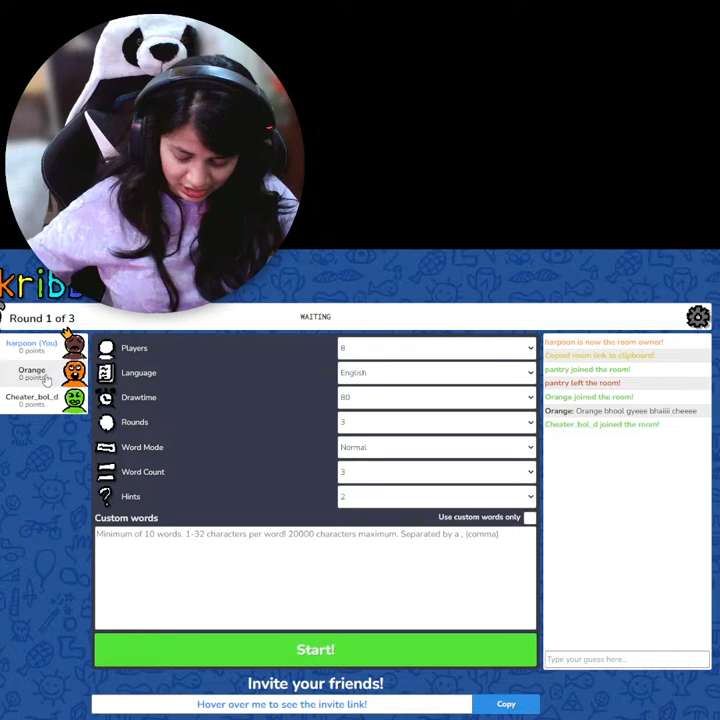 Round 1 of 3
WAITING
harpoon (You)
0 points
Orange
0 points
Cheater_bol_d
0 points
Players
8
Language
English
Drawtime
80
Rounds
3
Word Mode
Normal
Word Count
3
Hints
2
Custom words
Use custom words only
Minimum of 10 words. 1-32 characters per word! 20000 characters maximum. Separated by a , (comma)
Start!
Invite your friends!
Hover over me to see the invite link!
Copy
harpoon is now the room owner!
Copied room link to clipboard!
pantry joined the room!
pantry left the room!
Orange joined the room!
Orange: Orange bhool gyeee bhaiiii cheeee
Cheater_bol_d joined the room!
Type your guess here...